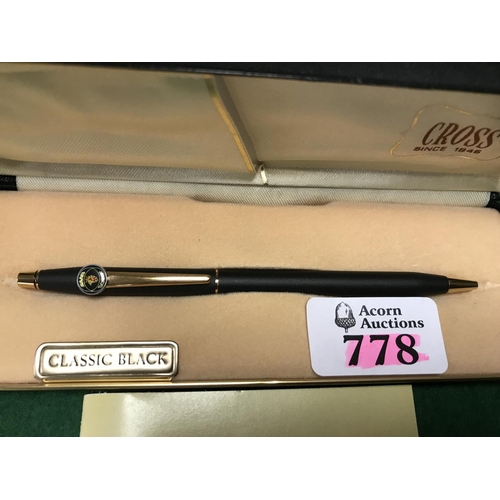 CROSS
SINCE 1846
CLASSIC BLACK
Acorn
Auctions
778